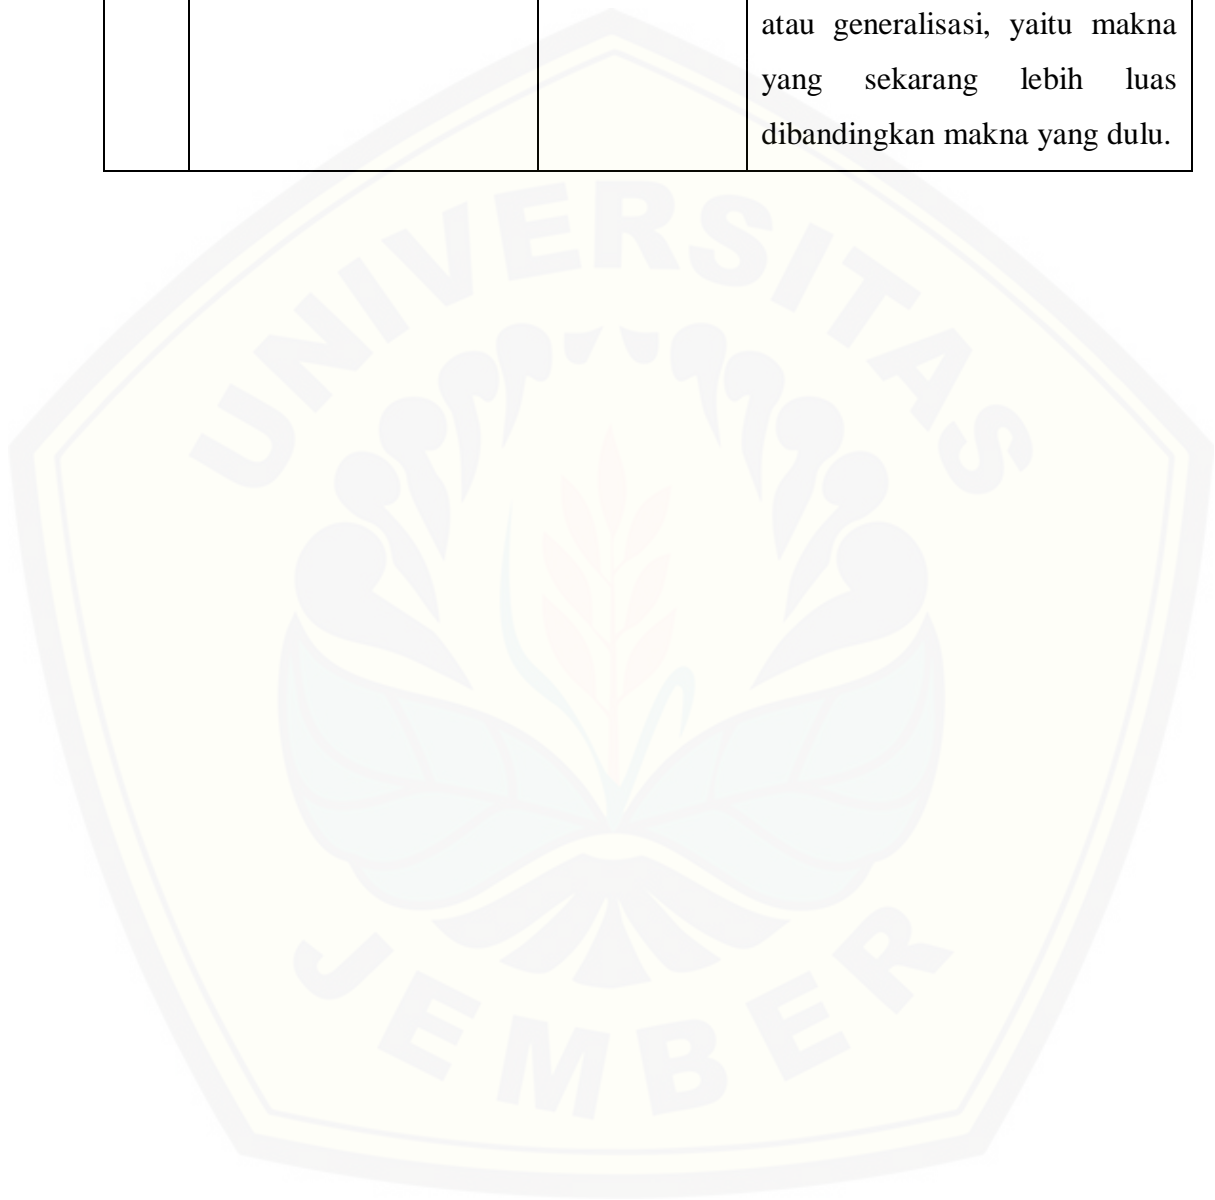 atau generalisasi, yaitu makna
yang sekarang lebih luas
dibandingkan makna yang dulu.
UNIVERSITAS
JEMBER